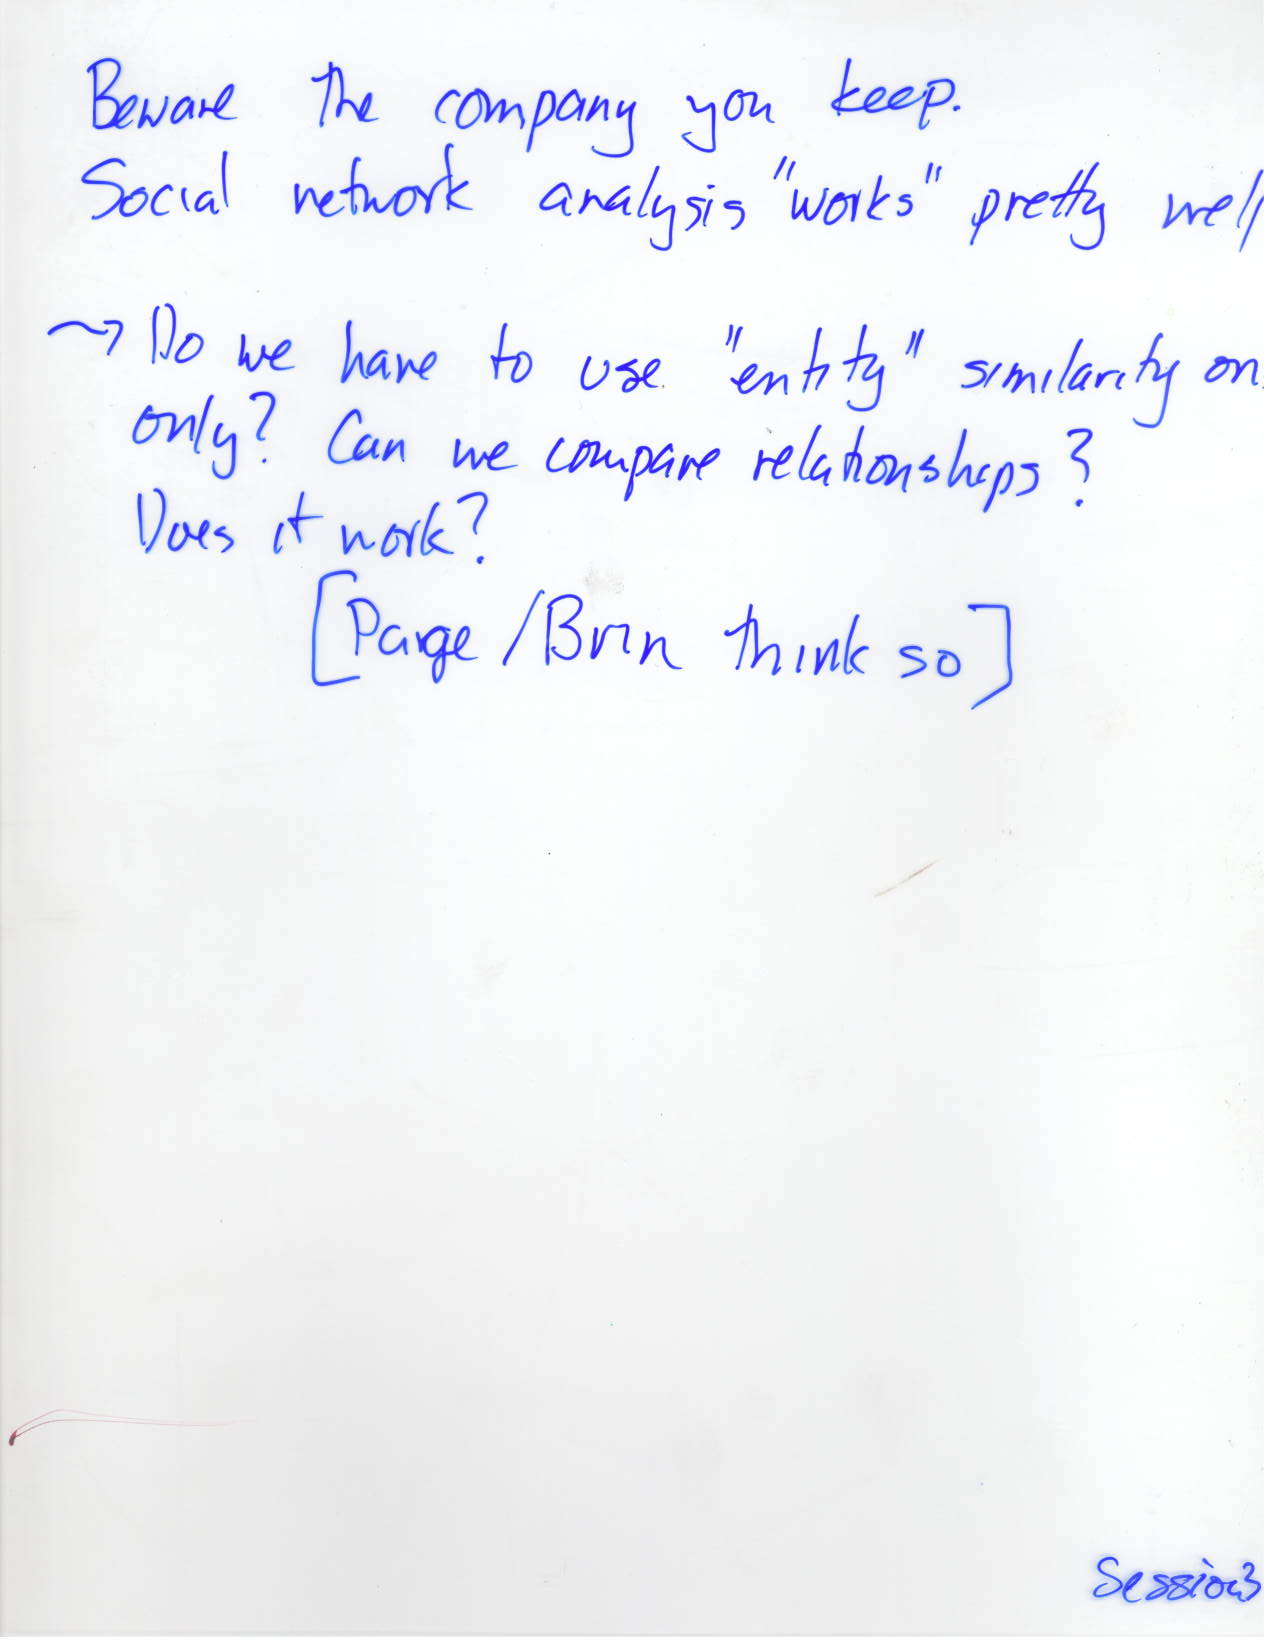 Beware the company you keep.
Social network analysis "works" pretty well
~> Do we have to use "entity" similarity on
only? Can we compare relationships?
Does it work?
[Paige/Brin think so]
Session3